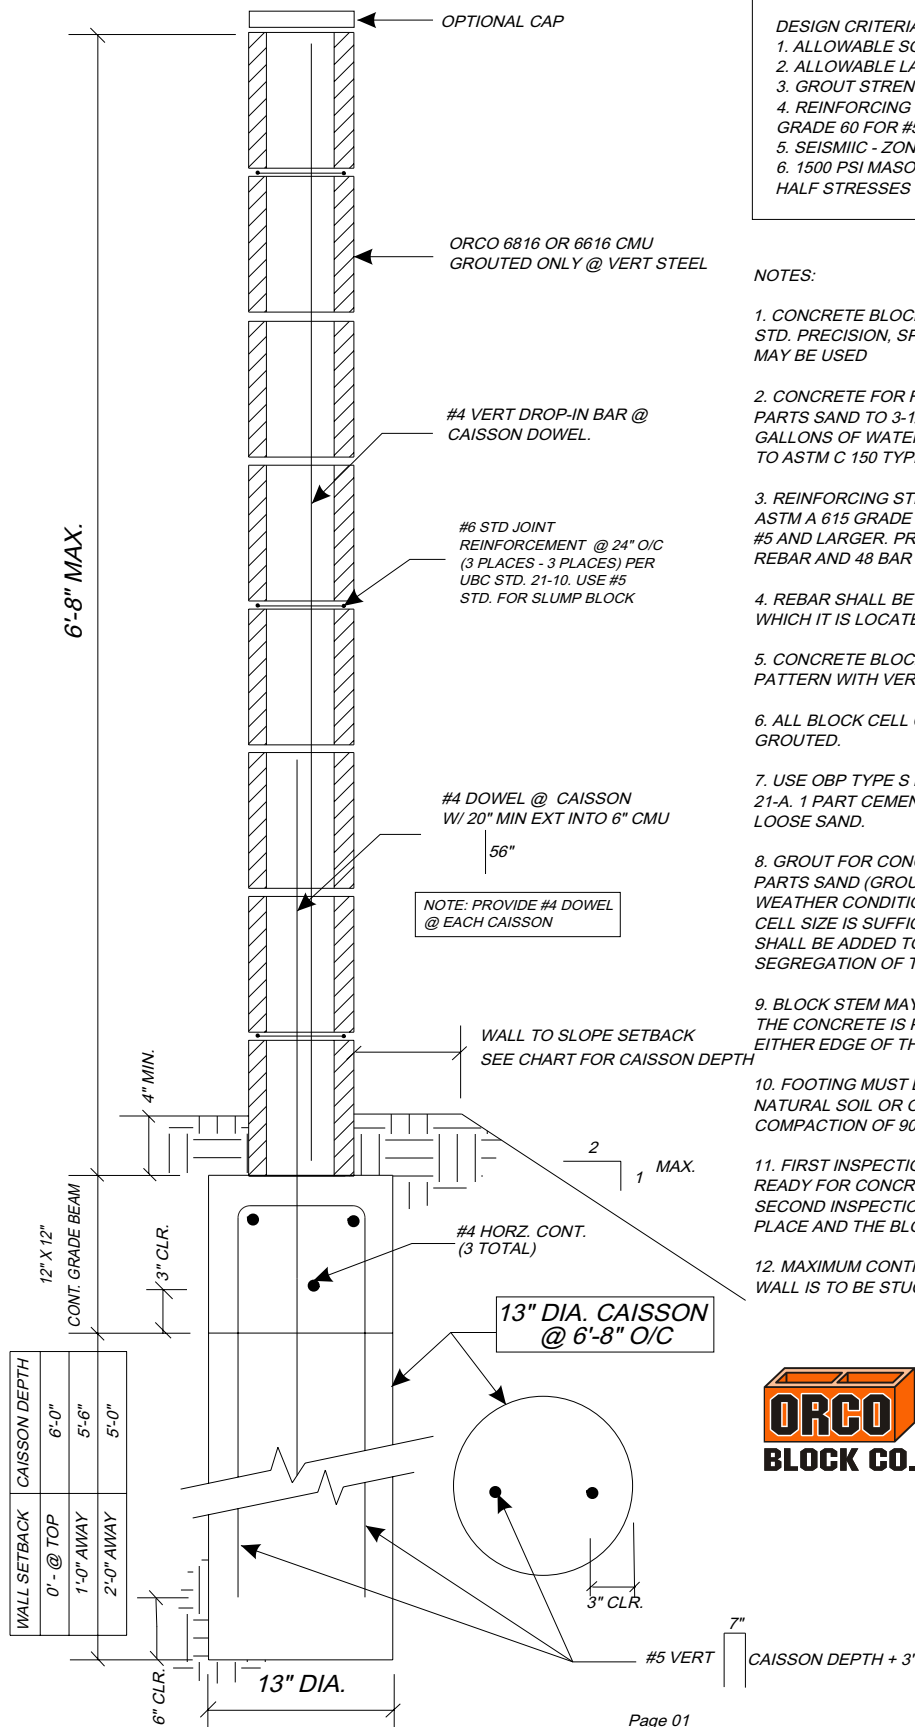 OPTIONAL CAP
DESIGN CRITERIA
1. ALLOWABLE SO
2. ALLOWABLE LA
3. GROUT STREN
4. REINFORCING
GRADE 60 FOR #5
5. SEISMIIC - ZON
6. 1500 PSI MASO
HALF STRESSES
ORCO 6816 OR 6616 CMU
GROUTED ONLY @ VERT STEEL
NOTES:
1. CONCRETE BLOCK
STD. PRECISION, SP
MAY BE USED
#4 VERT DROP-IN BAR @
CAISSON DOWEL.
2. CONCRETE FOR F
PARTS SAND TO 3-1
GALLONS OF WATER
TO ASTM C 150 TYP
6'-8" MAX.
#6 STD JOINT
REINFORCEMENT @ 24" O/C
(3 PLACES - 3 PLACES) PER
UBC STD. 21-10. USE #5
STD. FOR SLUMP BLOCK
3. REINFORCING STE
ASTM A 615 GRADE
#5 AND LARGER. PR
REBAR AND 48 BAR
4. REBAR SHALL BE
WHICH IT IS LOCATE
5. CONCRETE BLOC
PATTERN WITH VER
6. ALL BLOCK CELL
GROUTED.
#4 DOWEL @ CAISSON
W/ 20" MIN EXT INTO 6" CMU
56"
NOTE: PROVIDE #4 DOWEL
@ EACH CAISSON
7. USE OBP TYPE S
21-A. 1 PART CEMEN
LOOSE SAND.
8. GROUT FOR CONC
PARTS SAND (GROU
WEATHER CONDITIO
CELL SIZE IS SUFFIC
SHALL BE ADDED TO
SEGREGATION OF T
9. BLOCK STEM MAY
THE CONCRETE IS
EITHER EDGE OF TH
WALL TO SLOPE SETBACK
SEE CHART FOR CAISSON DEPTH
4" MIN.
10. FOOTING MUST
NATURAL SOIL OR C
COMPACTION OF 90
2
1
MAX.
11. FIRST INSPECTIO
READY FOR CONCR
SECOND INSPECTIO
PLACE AND THE BLO
12. MAXIMUM CONTI
WALL IS TO BE STUC
12" X 12"
CONT. GRADE BEAM
3" CLR.
#4 HORZ. CONT.
(3 TOTAL)
13" DIA. CAISSON
@ 6'-8" O/C
WALL SETBACK CAISSON DEPTH
0' - @ TOP 6'-0"
1'-0" AWAY 5'-6"
2'-0" AWAY 5'-0"
ORCO
BLOCK CO.
3" CLR.
6" CLR.
13" DIA.
#5 VERT
7"
CAISSON DEPTH + 3'
Page 01